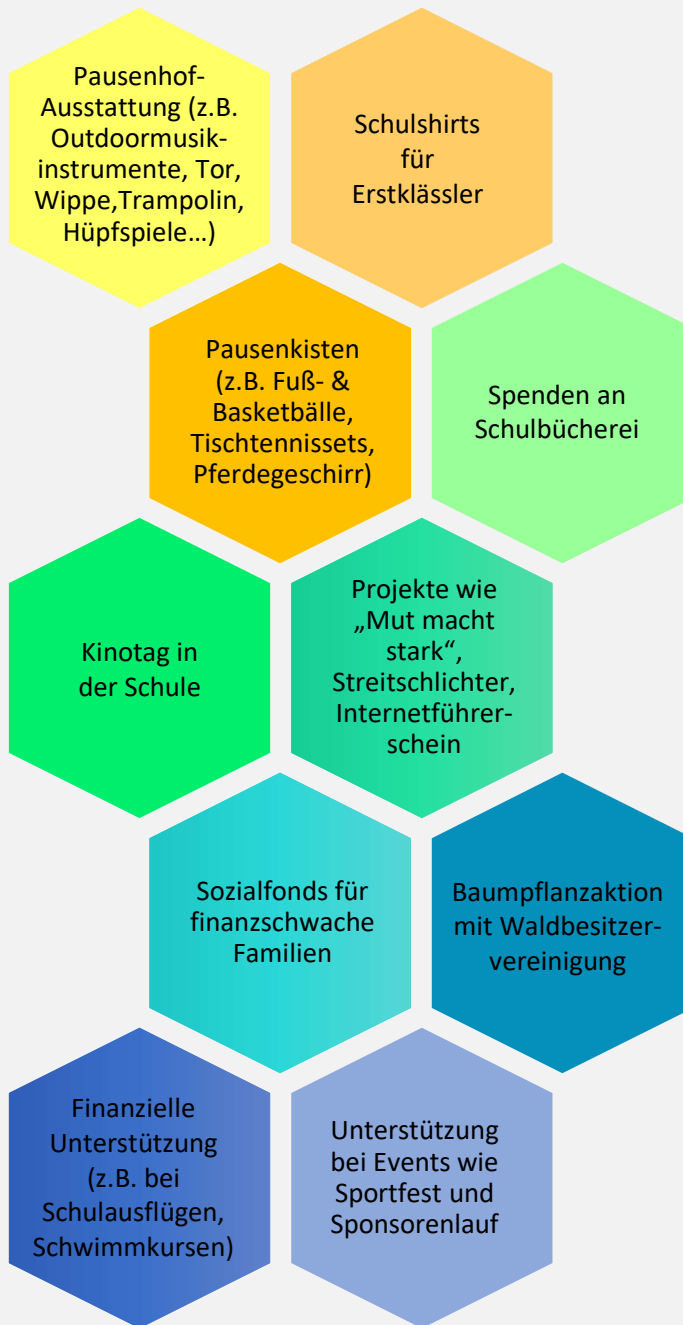 Pausenhof-
Ausstattung (z.B.
Outdoormusik-
instrumente, Tor,
Wippe,Trampolin,
Hüpfspiele...)
Schulshirts
für
Erstklässler
Pausenkisten
(z.B. Fuß- &
Basketbälle,
Tischtennissets,
Pferdegeschirr)
Spenden an
Schulbücherei
Kinotag in
der Schule
Projekte wie
„Mut macht
stark“,
Streitschlichter,
Internetführer-
schein
Sozialfonds für
finanzschwache
Familien
Baumpflanzaktion
mit Waldbesitzer-
vereinigung
Finanzielle
Unterstützung
(z.B. bei
Schulausflügen,
Schwimmkursen)
Unterstützung
bei Events wie
Sportfest und
Sponsorenlauf